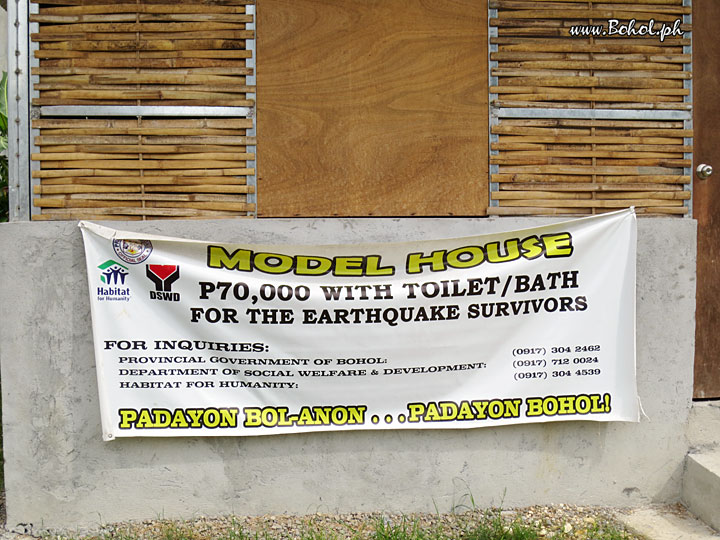 www.Bohol.ph
OFFICIAL SEAL
MODEL HOUSE
Habitat
for Humanity
DSWD
P70,000 WITH TOILET/BATH
FOR THE EARTHQUAKE SURVIVORS
FOR INQUIRIES:
PROVINCIAL GOVERNMENT OF BOHOL: (0917) 304 2462
DEPARTMENT OF SOCIAL WELFARE & DEVELOPMENT: (0917) 712 0024
HABITAT FOR HUMANITY: (0917) 304 4539
PADAYON BOL-ANON . . . PADAYON BOHOL!